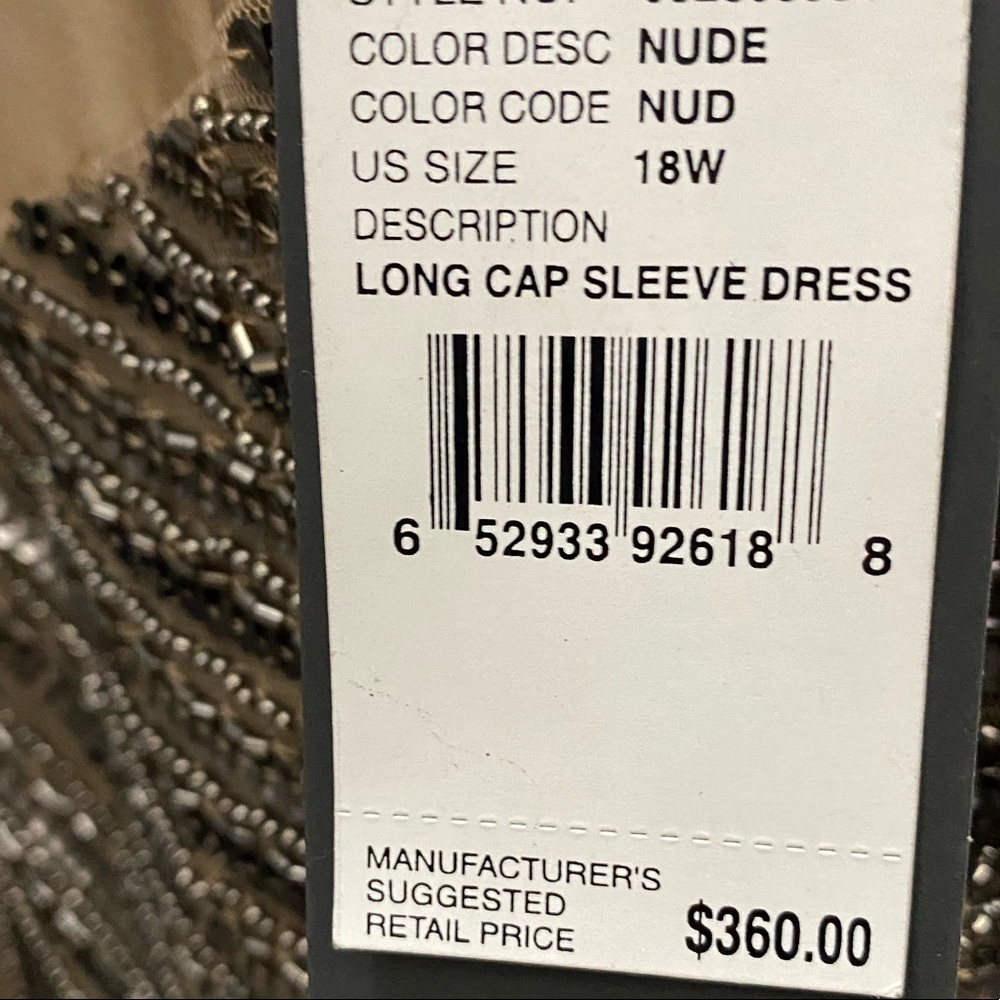 COLOR DESC NUDE
COLOR CODE NUD
US SIZE 18W
DESCRIPTION
LONG CAP SLEEVE DRESS
6 52933 92618 8
MANUFACTURER'S
SUGGESTED
RETAIL PRICE $360.00